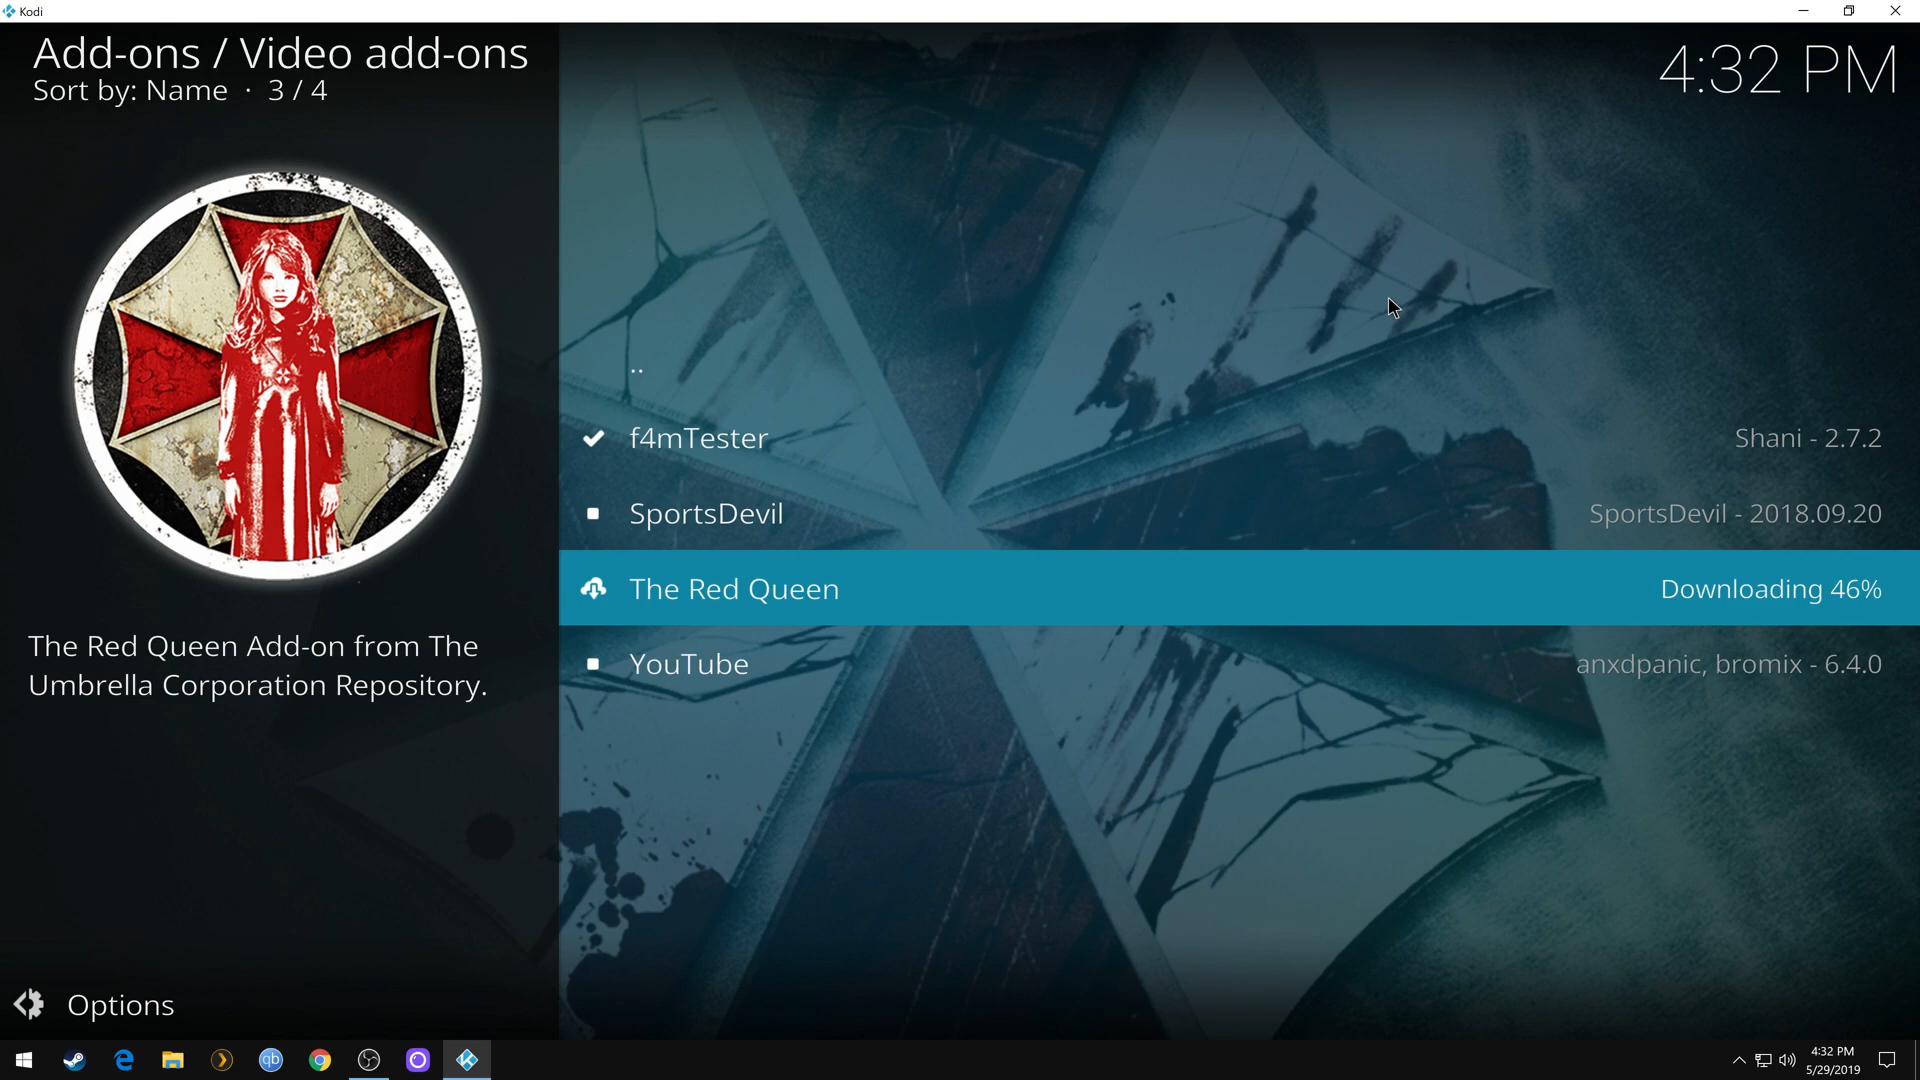 Kodi
Add-ons / Video add-ons
Sort by: Name · 3 / 4
4:32 PM
..
f4mTester
Shani - 2.7.2
SportsDevil
SportsDevil - 2018.09.20
The Red Queen
Downloading 46%
YouTube
anxdpanic, bromix - 6.4.0
The Red Queen Add-on from The
Umbrella Corporation Repository.
Options
qb
4:32 PM
5/29/2019